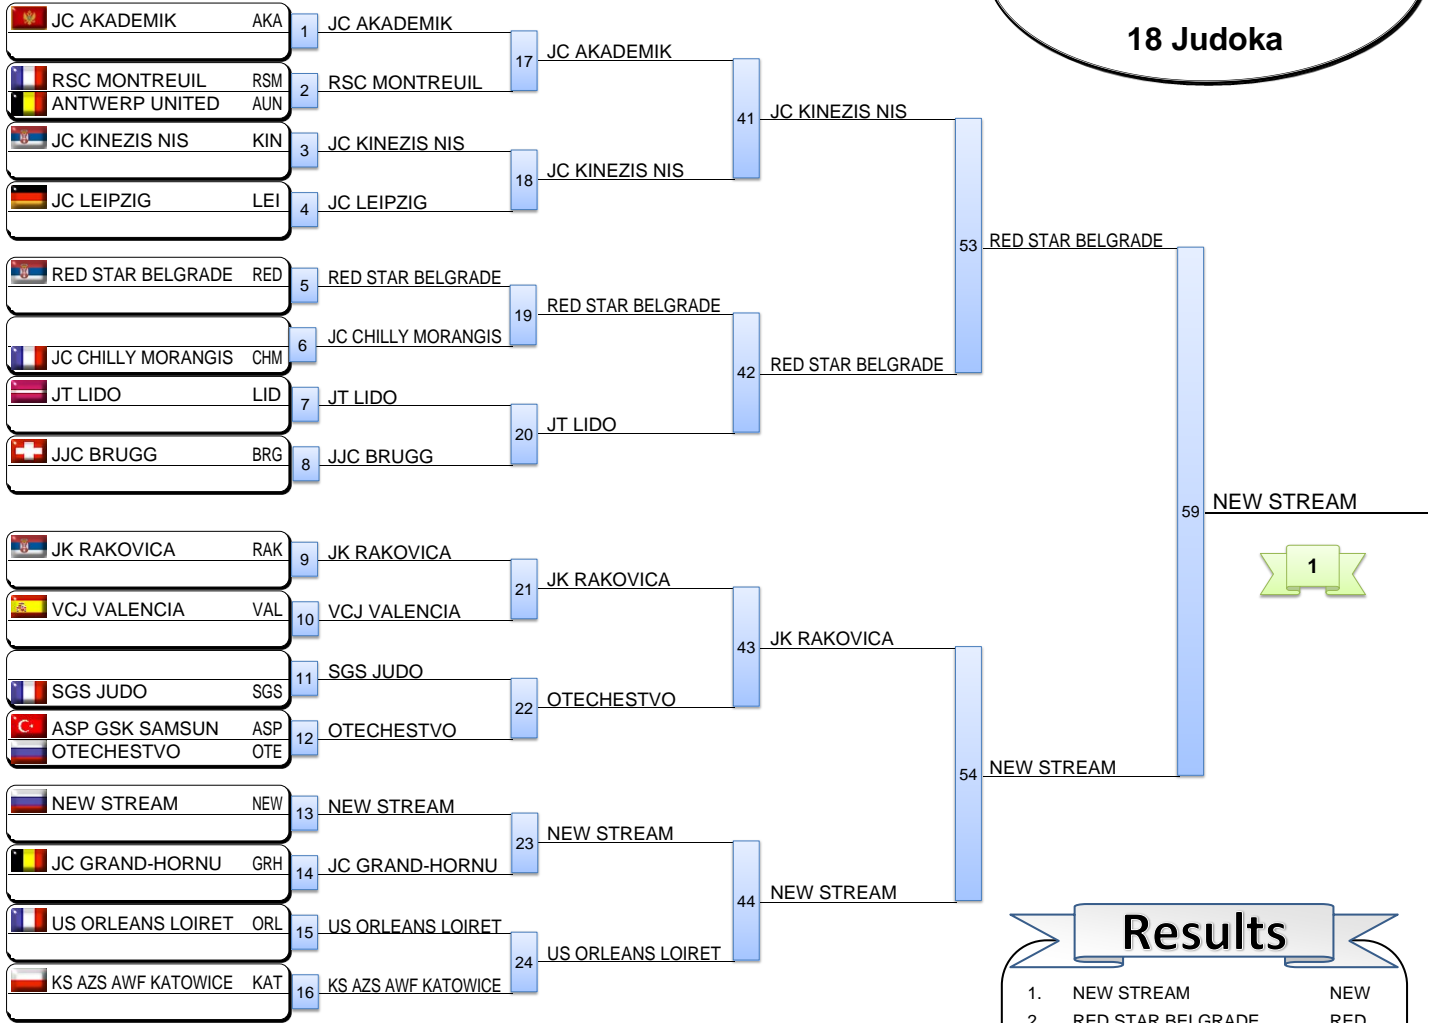 18 Judoka
JC AKADEMIK AKA
1
RSC MONTREUIL RSM
ANTWERP UNITED AUN
2
JC KINEZIS NIS KIN
3
JC LEIPZIG LEI
4
RED STAR BELGRADE RED
5
JC CHILLY MORANGIS CHM
6
JT LIDO LID
7
JJC BRUGG BRG
8
JK RAKOVICA RAK
9
VCJ VALENCIA VAL
10
SGS JUDO SGS
11
ASP GSK SAMSUN ASP
OTECHESTVO OTE
12
NEW STREAM NEW
13
JC GRAND-HORNU GRH
14
US ORLEANS LOIRET ORL
15
KS AZS AWF KATOWICE KAT
16
JC AKADEMIK
17
RSC MONTREUIL
JC KINEZIS NIS
18
JC LEIPZIG
RED STAR BELGRADE
19
JC CHILLY MORANGIS
JT LIDO
20
JJC BRUGG
JK RAKOVICA
21
VCJ VALENCIA
SGS JUDO
22
OTECHESTVO
NEW STREAM
23
JC GRAND-HORNU
US ORLEANS LOIRET
24
KS AZS AWF KATOWICE
JC AKADEMIK
41
JC KINEZIS NIS
RED STAR BELGRADE
42
JT LIDO
JK RAKOVICA
43
OTECHESTVO
NEW STREAM
44
US ORLEANS LOIRET
JC KINEZIS NIS
53
RED STAR BELGRADE
JK RAKOVICA
54
NEW STREAM
RED STAR BELGRADE
59
NEW STREAM
NEW STREAM
1
Results
1. NEW STREAM NEW
2. RED STAR BELGRADE RED